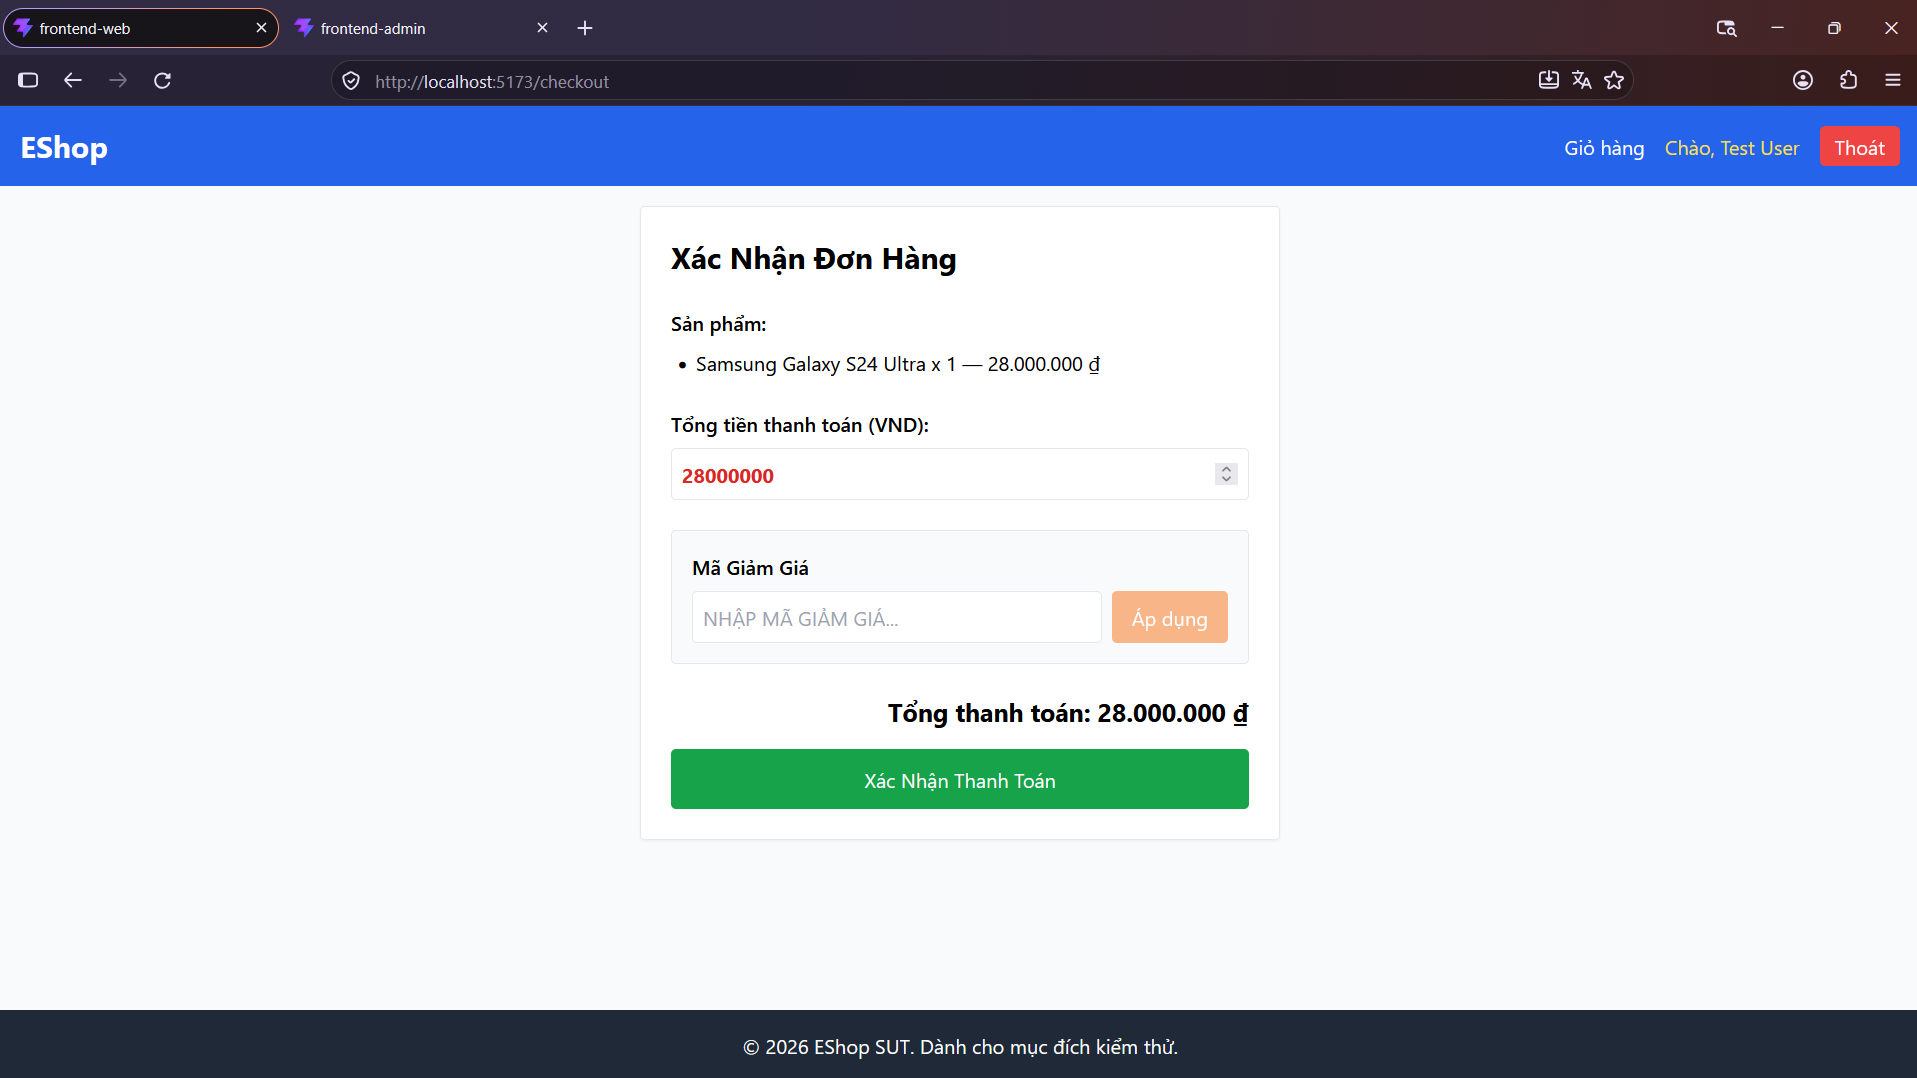 frontend-web
frontend-admin
http://localhost:5173/checkout
EShop
Giỏ hàng
Chào, Test User
Thoát
Xác Nhận Đơn Hàng
Sản phẩm:
Samsung Galaxy S24 Ultra x 1 — 28.000.000 ₫
Tổng tiền thanh toán (VND):
28000000
Mã Giảm Giá
NHẬP MÃ GIẢM GIÁ...
Áp dụng
Tổng thanh toán: 28.000.000 ₫
Xác Nhận Thanh Toán
© 2026 EShop SUT. Dành cho mục đích kiểm thử.